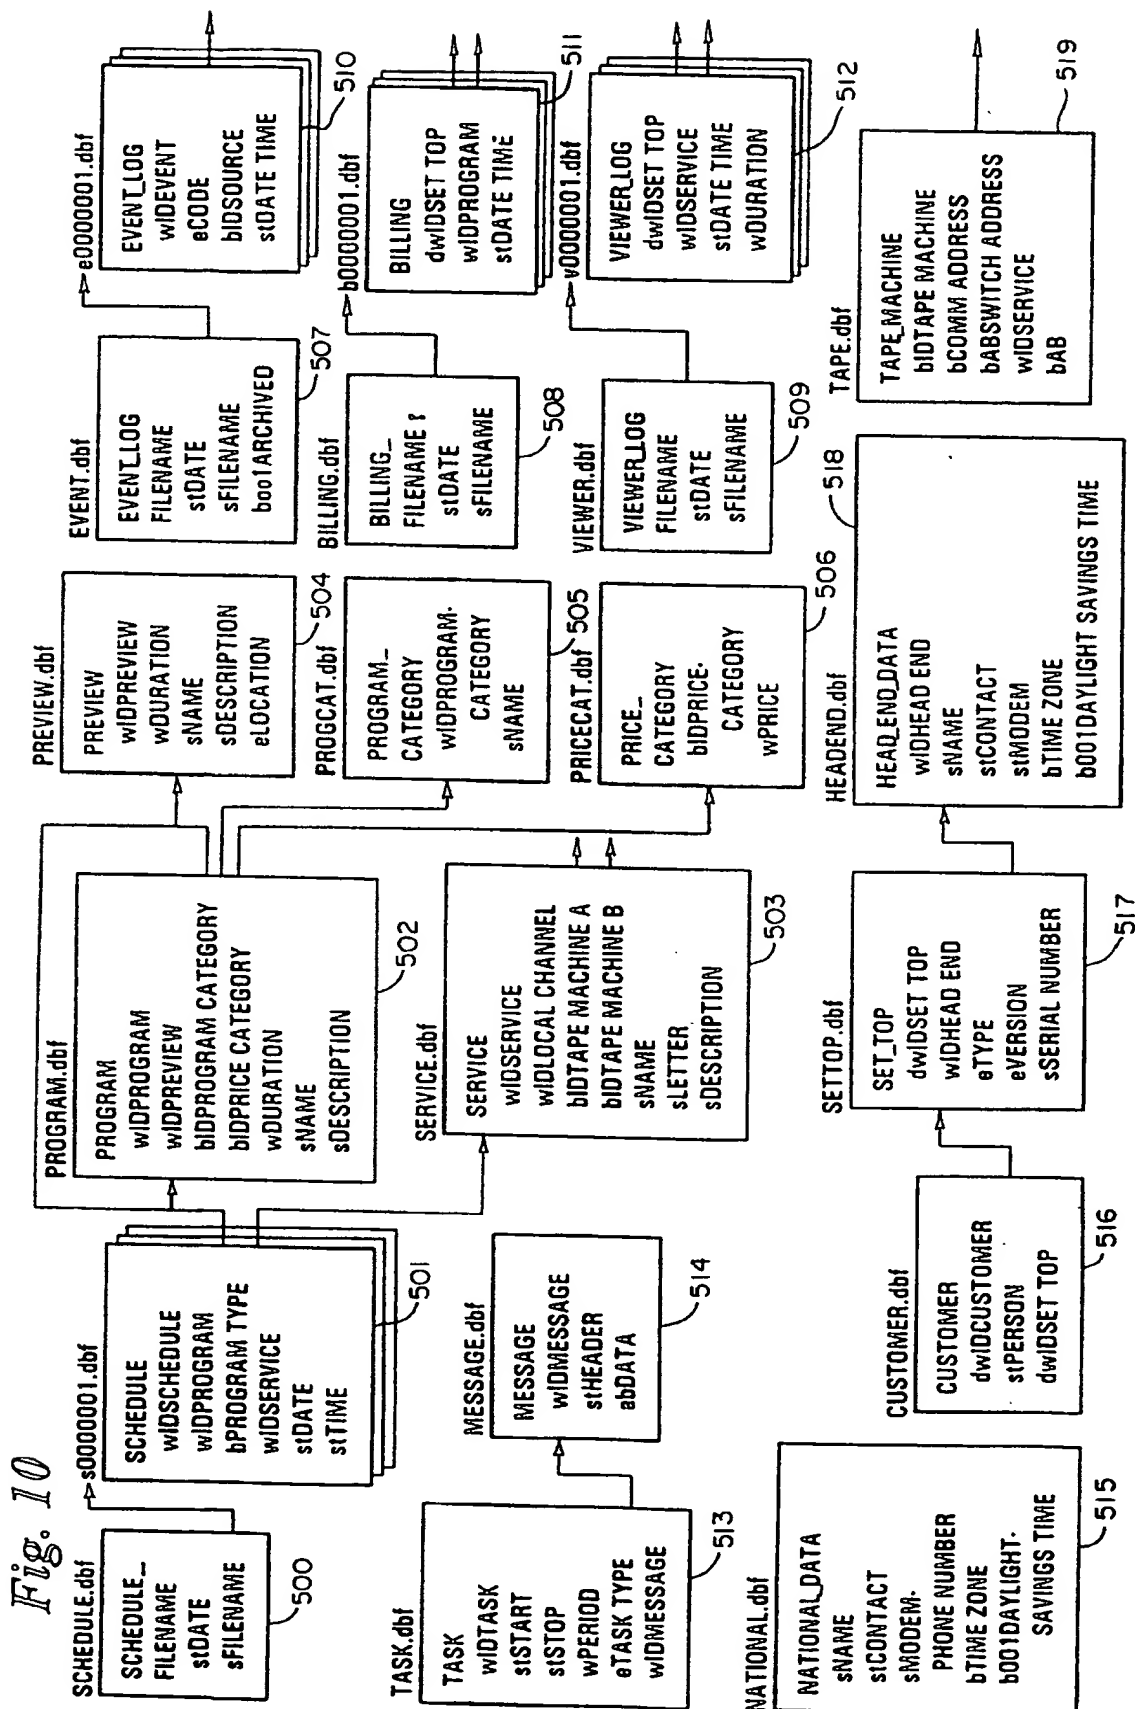 Fig. 10
SCHEDULE.dbf
SCHEDULE_
FILENAME
stDATE
sFILENAME
500
s0000001.dbf
SCHEDULE
wIDSCHEDULE
wIDPROGRAM
bPROGRAM TYPE
wIDSERVICE
stDATE
stTIME
501
PROGRAM.dbf
PROGRAM
wIDPROGRAM
wIDPREVIEW
bIDPROGRAM CATEGORY
bIDPRICE CATEGORY
wDURATION
sNAME
sDESCRIPTION
502
PREVIEW.dbf
PREVIEW
wIDPREVIEW
wDURATION
sNAME
sDESCRIPTION
eLOCATION
504
EVENT.dbf
EVENT_LOG
FILENAME
stDATE
sFILENAME
boo1ARCHIVED
507
e0000001.dbf
EVENT_LOG
wIDEVENT
eCODE
bIDSOURCE
stDATE TIME
510
PROGCAT.dbf
PROGRAM_
CATEGORY
wIDPROGRAM.
CATEGORY
sNAME
505
BILLING.dbf
BILLING_
FILENAME
stDATE
sFILENAME
508
b0000001.dbf
BILLING
dwIDSET TOP
wIDPROGRAM
stDATE TIME
511
TASK.dbf
TASK
wIDTASK
stSTART
stSTOP
wPERIOD
eTASK TYPE
wIDMESSAGE
513
MESSAGE.dbf
MESSAGE
wIDMESSAGE
stHEADER
abDATA
514
SERVICE.dbf
SERVICE
wIDSERVICE
wIDLOCAL CHANNEL
bIDTAPE MACHINE A
bIDTAPE MACHINE B
sNAME
sLETTER
sDESCRIPTION
503
PRICECAT.dbf
PRICE_
CATEGORY
bIDPRICE.
CATEGORY
wPRICE
506
VIEWER.dbf
VIEWER_LOG
FILENAME
stDATE
sFILENAME
509
v0000001.dbf
VIEWER_LOG
dwIDSET TOP
wIDSERVICE
stDATE TIME
wDURATION
512
NATIONAL.dbf
NATIONAL_DATA
sNAME
stCONTACT
sMODEM.
PHONE NUMBER
bTIME ZONE
b001DAYLIGHT.
SAVINGS TIME
515
CUSTOMER.dbf
CUSTOMER
dwIDCUSTOMER
stPERSON
dwIDSET TOP
516
SETTOP.dbf
SET_TOP
dwIDSET TOP
wIDHEAD END
eTYPE
eVERSION
sSERIAL NUMBER
517
HEADEND.dbf
HEAD_END_DATA
wIDHEAD END
sNAME
stCONTACT
stMODEM
bTIME ZONE
b001DAYLIGHT SAVINGS TIME
518
TAPE.dbf
TAPE_MACHINE
bIDTAPE MACHINE
bCOMM ADDRESS
bABSWITCH ADDRESS
wIDSERVICE
bAB
519